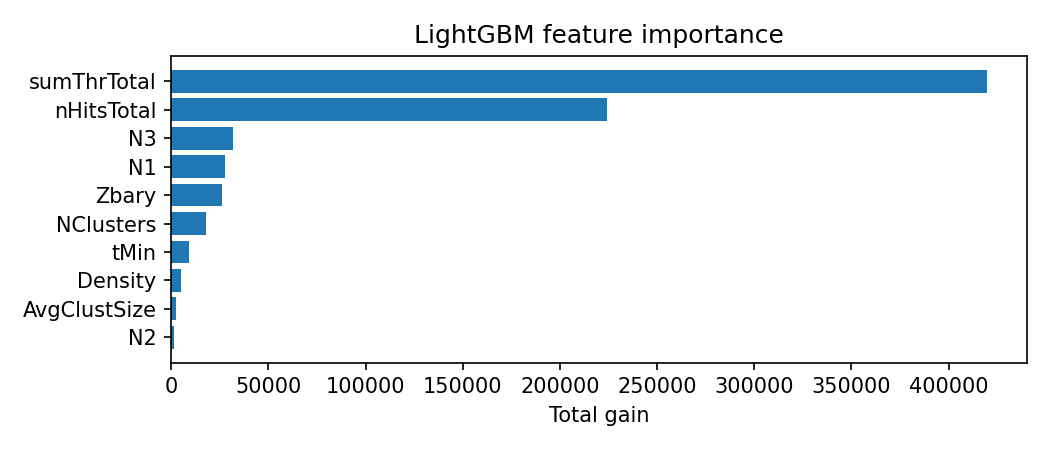 LightGBM feature importance
sumThrTotal
nHitsTotal
N3
N1
Zbary
NClusters
tMin
Density
AvgClustSize
N2
0 50000 100000 150000 200000 250000 300000 350000 400000
Total gain